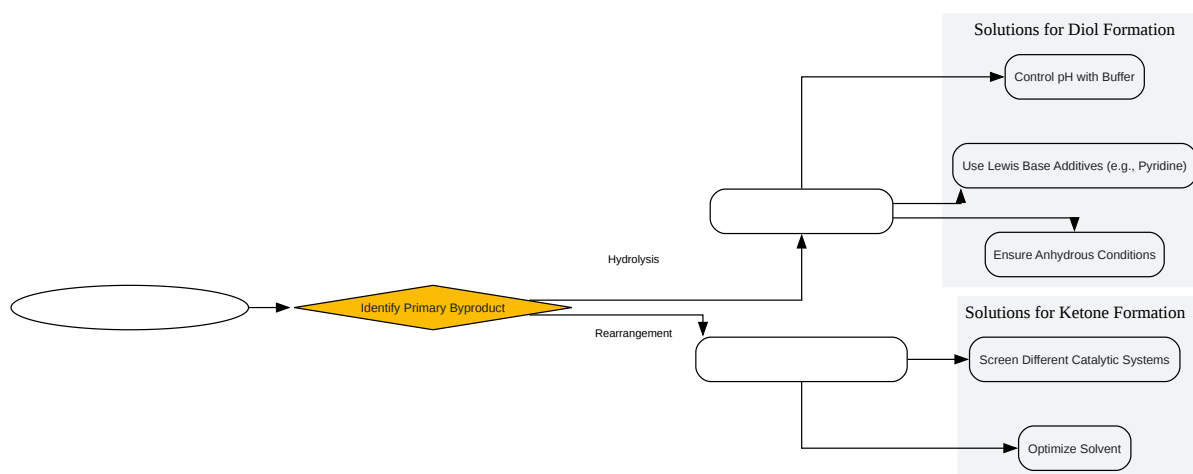 Solutions for Diol Formation
Control pH with Buffer
Use Lewis Base Additives (e.g., Pyridine)
Ensure Anhydrous Conditions
Hydrolysis
Identify Primary Byproduct
Rearrangement
Solutions for Ketone Formation
Screen Different Catalytic Systems
Optimize Solvent